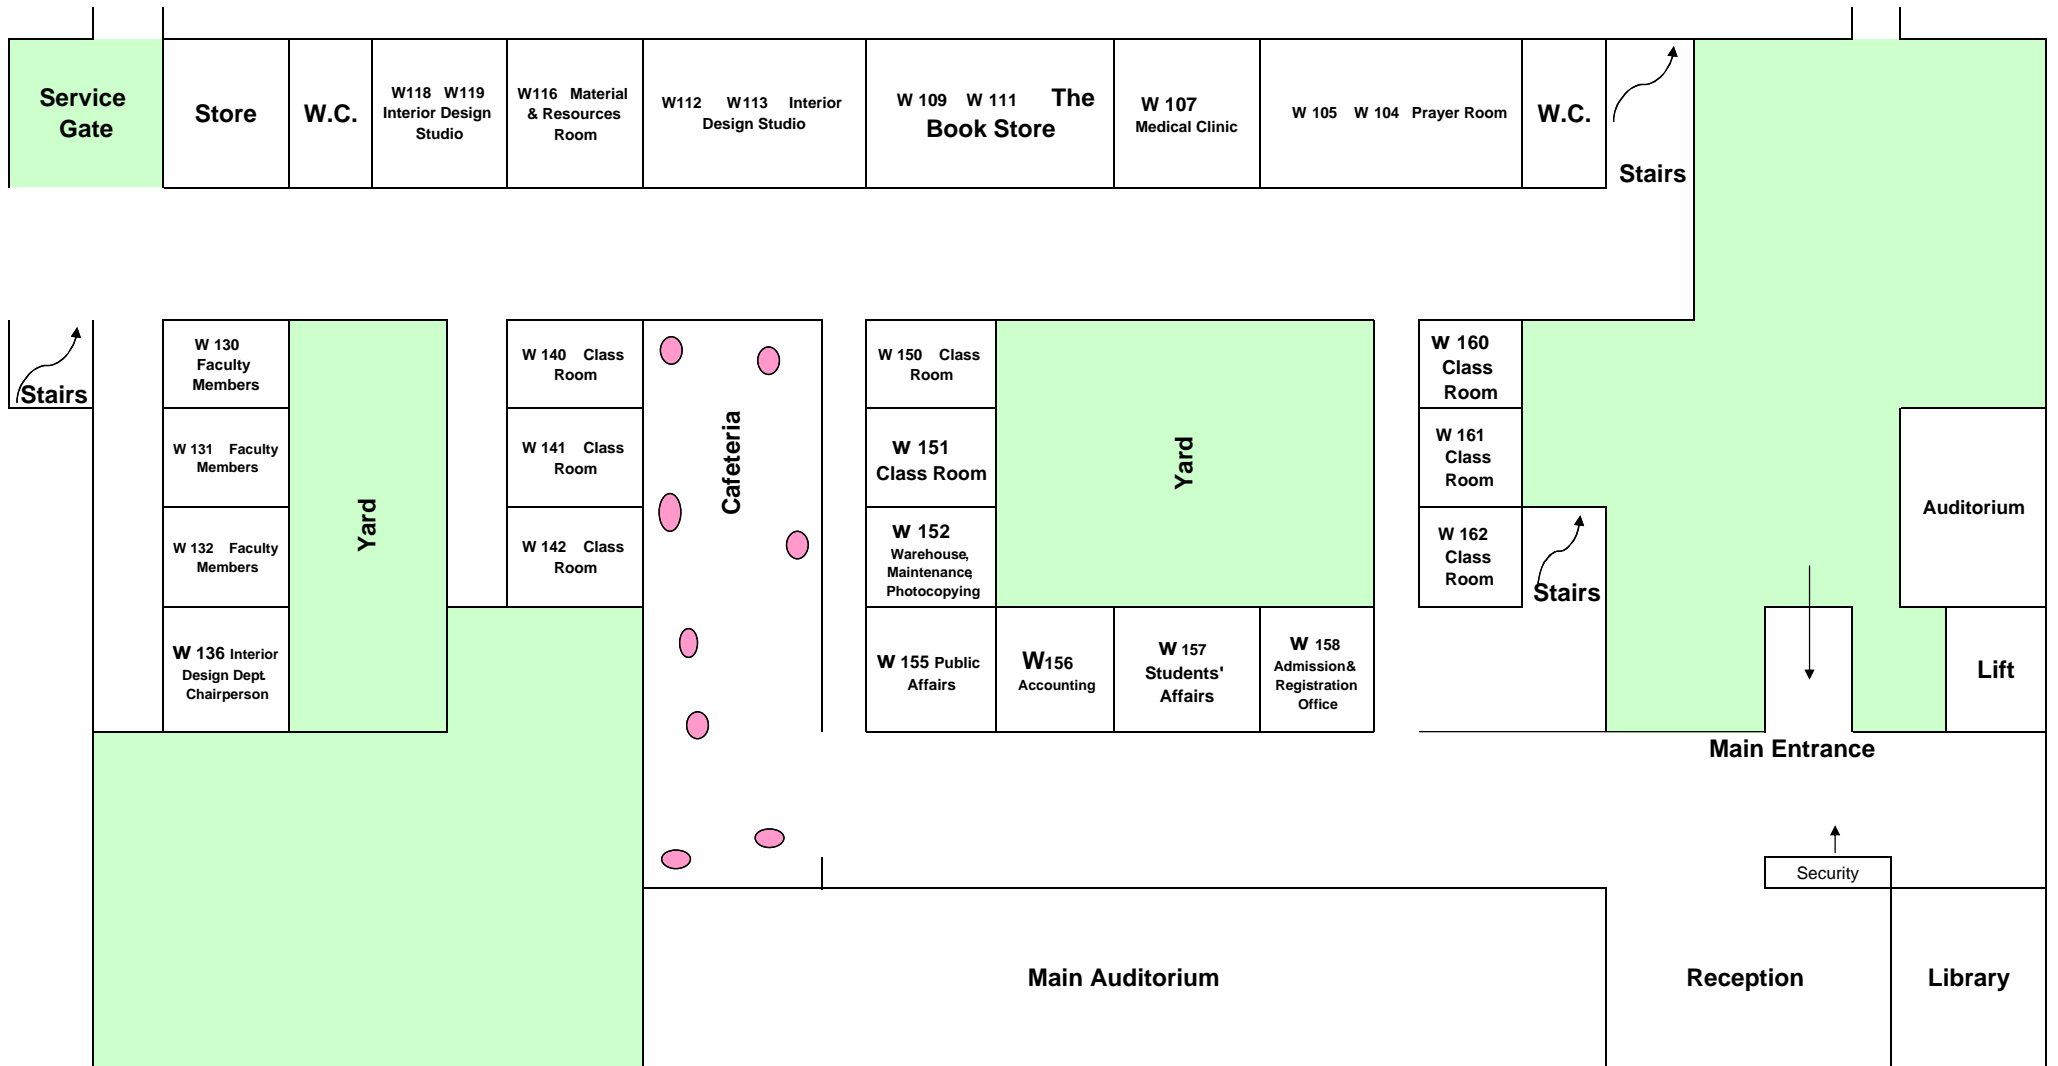 Service
Gate
Store
W.C.
W118 W119
Interior Design
Studio
W116 Material
& Resources
Room
W112 W113 Interior
Design Studio
W 109 W 111 The
Book Store
W 107
Medical Clinic
W 105 W 104 Prayer Room
W.C.
Stairs
Stairs
W 130
Faculty
Members
W 131 Faculty
Members
W 132 Faculty
Members
W 136 Interior
Design Dept.
Chairperson
Yard
W 140 Class
Room
W 141 Class
Room
W 142 Class
Room
Cafeteria
W 150 Class
Room
W 151
Class Room
W 152
Warehouse,
Maintenance,
Photocopying
W 155 Public
Affairs
Yard
W156
Accounting
W 157
Students'
Affairs
W 158
Admission &
Registration
Office
W 160
Class
Room
W 161
Class
Room
W 162
Class
Room
Stairs
Auditorium
Lift
Main Entrance
Security
Main Auditorium
Reception
Library